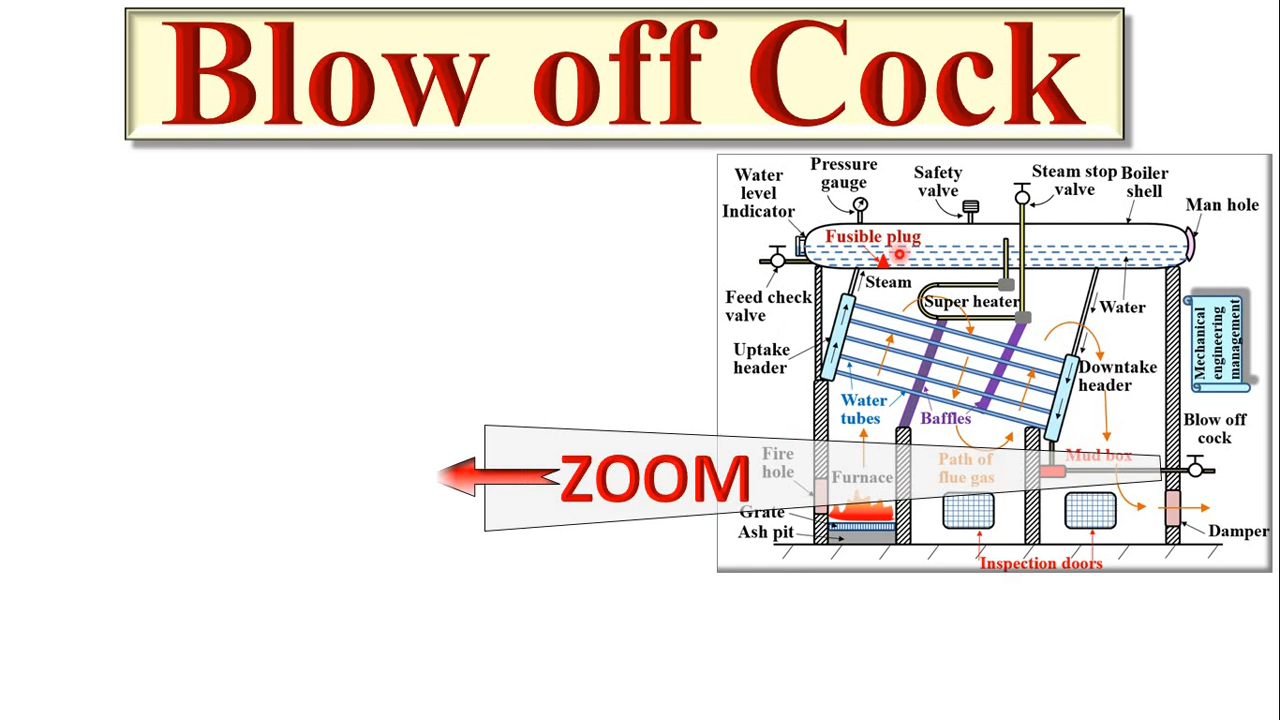 Blow off Cock
Water
level
Indicator
Pressure
gauge
Safety
valve
Steam stop
valve
Boiler
shell
Man hole
Fusible plug
Steam
Feed check
valve
Super heater
Water
Mechanical
engineering
management
Uptake
header
Downtake
header
Water
tubes
Baffles
Blow off
cock
Fire
hole
Furnace
Path of
flue gas
Mud box
ZOOM
Grate
Ash pit
Damper
Inspection doors